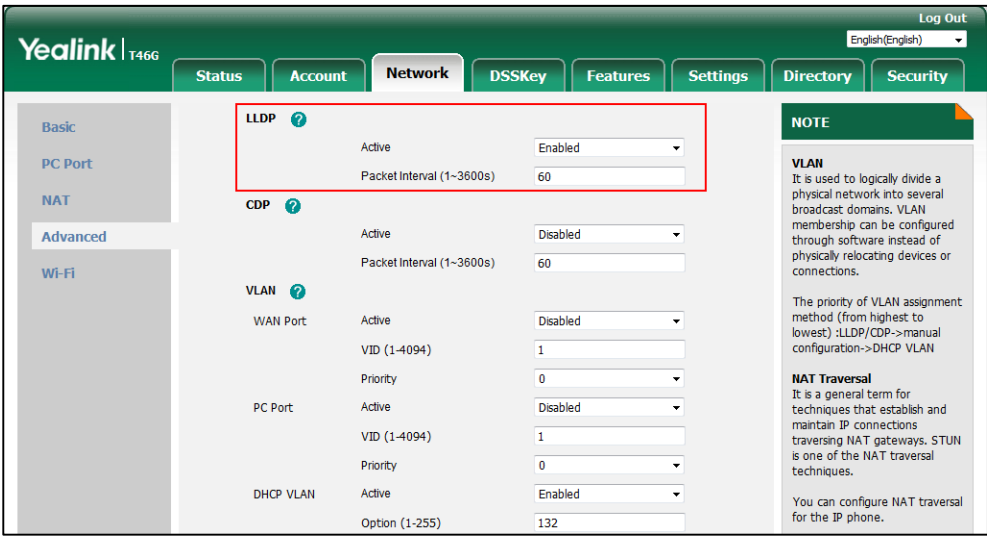 Log Out
Yealink T46G
English(English)
Status Account Network DSSKey Features Settings Directory Security
Basic
PC Port
NAT
Advanced
Wi-Fi
LLDP ?
Active Enabled
Packet Interval (1~3600s) 60
CDP ?
Active Disabled
Packet Interval (1~3600s) 60
VLAN ?
WAN Port Active Disabled
VID (1-4094) 1
Priority 0
PC Port Active Disabled
VID (1-4094) 1
Priority 0
DHCP VLAN Active Enabled
Option (1-255) 132
NOTE
VLAN
It is used to logically divide a
physical network into several
broadcast domains. VLAN
membership can be configured
through software instead of
physically relocating devices or
connections.
The priority of VLAN assignment
method (from highest to
lowest) :LLDP/CDP->manual
configuration->DHCP VLAN
NAT Traversal
It is a general term for
techniques that establish and
maintain IP connections
traversing NAT gateways. STUN
is one of the NAT traversal
techniques.
You can configure NAT traversal
for the IP phone.